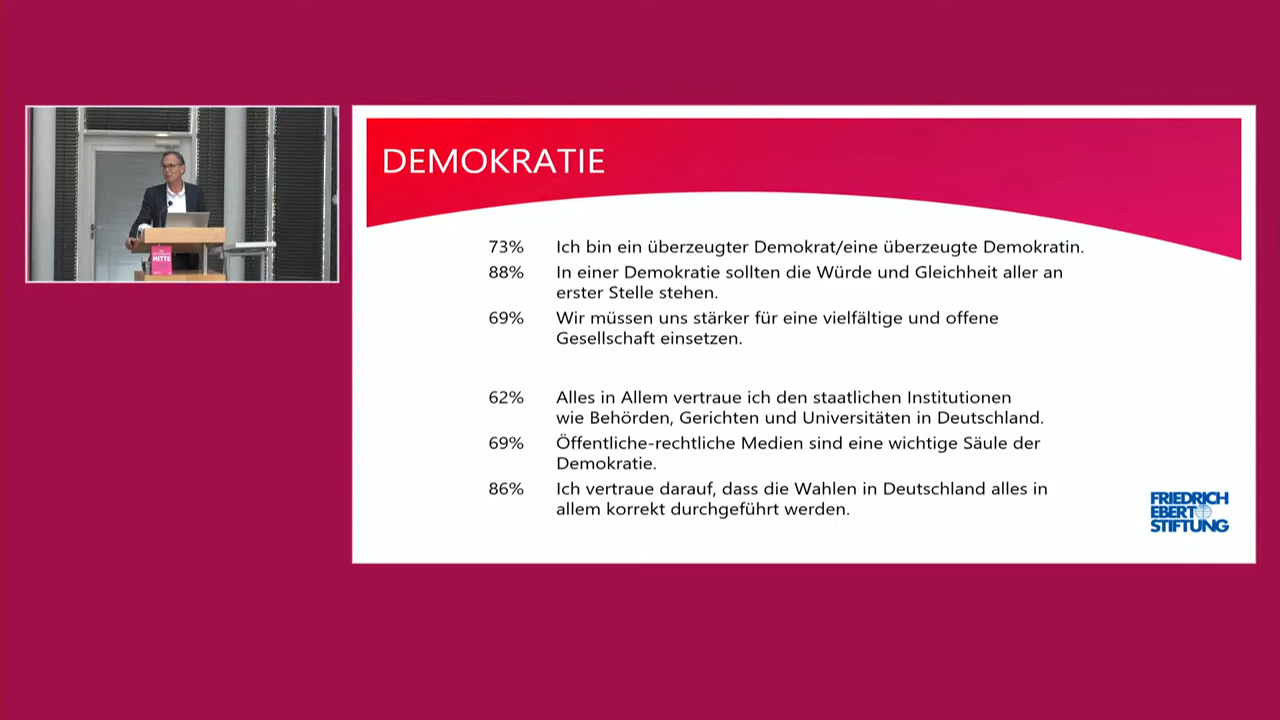 MITTE
DEMOKRATIE
73% Ich bin ein überzeugter Demokrat/eine überzeugte Demokratin.
88% In einer Demokratie sollten die Würde und Gleichheit aller an
erster Stelle stehen.
69% Wir müssen uns stärker für eine vielfältige und offene
Gesellschaft einsetzen.
62% Alles in Allem vertraue ich den staatlichen Institutionen
wie Behörden, Gerichten und Universitäten in Deutschland.
69% Öffentliche-rechtliche Medien sind eine wichtige Säule der
Demokratie.
86% Ich vertraue darauf, dass die Wahlen in Deutschland alles in
allem korrekt durchgeführt werden.
FRIEDRICH
EBERT
STIFTUNG